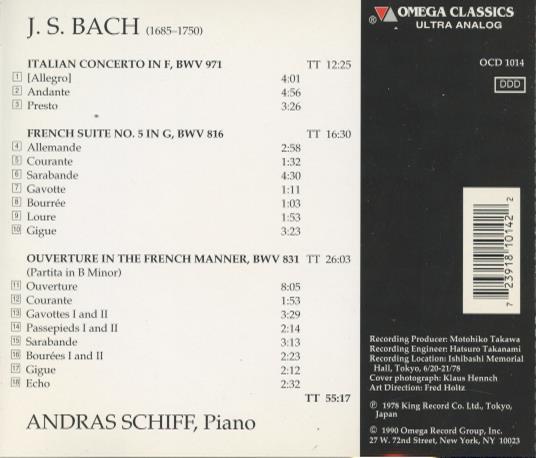 J. S. BACH (1685–1750)
ITALIAN CONCERTO IN F, BWV 971 TT 12:25
1 [Allegro] 4:01
2 Andante 4:56
3 Presto 3:26
FRENCH SUITE NO. 5 IN G, BWV 816 TT 16:30
4 Allemande 2:58
5 Courante 1:32
6 Sarabande 4:30
7 Gavotte 1:11
8 Bourrée 1:03
9 Loure 1:53
10 Gigue 3:23
OUVERTURE IN THE FRENCH MANNER, BWV 831 TT 26:03
(Partita in B Minor)
11 Ouverture 8:05
12 Courante 1:53
13 Gavottes I and II 3:29
14 Passepieds I and II 2:14
15 Sarabande 3:13
16 Bourées I and II 2:23
17 Gigue 2:12
18 Echo 2:32
TT 55:17
ANDRAS SCHIFF, Piano
® OMEGA CLASSICS
ULTRA ANALOG
OCD 1014
DDD
7 23918 10142 2
Recording Producer: Motohiko Takawa
Recording Engineer: Hatsuro Takanami
Recording Location: Ishibashi Memorial
Hall, Tokyo, 6/20-21/78
Cover photograph: Klaus Hennch
Art Direction: Fred Holtz
℗ 1978 King Record Co. Ltd., Tokyo,
Japan
© 1990 Omega Record Group, Inc.
27 W. 72nd Street, New York, NY 10023